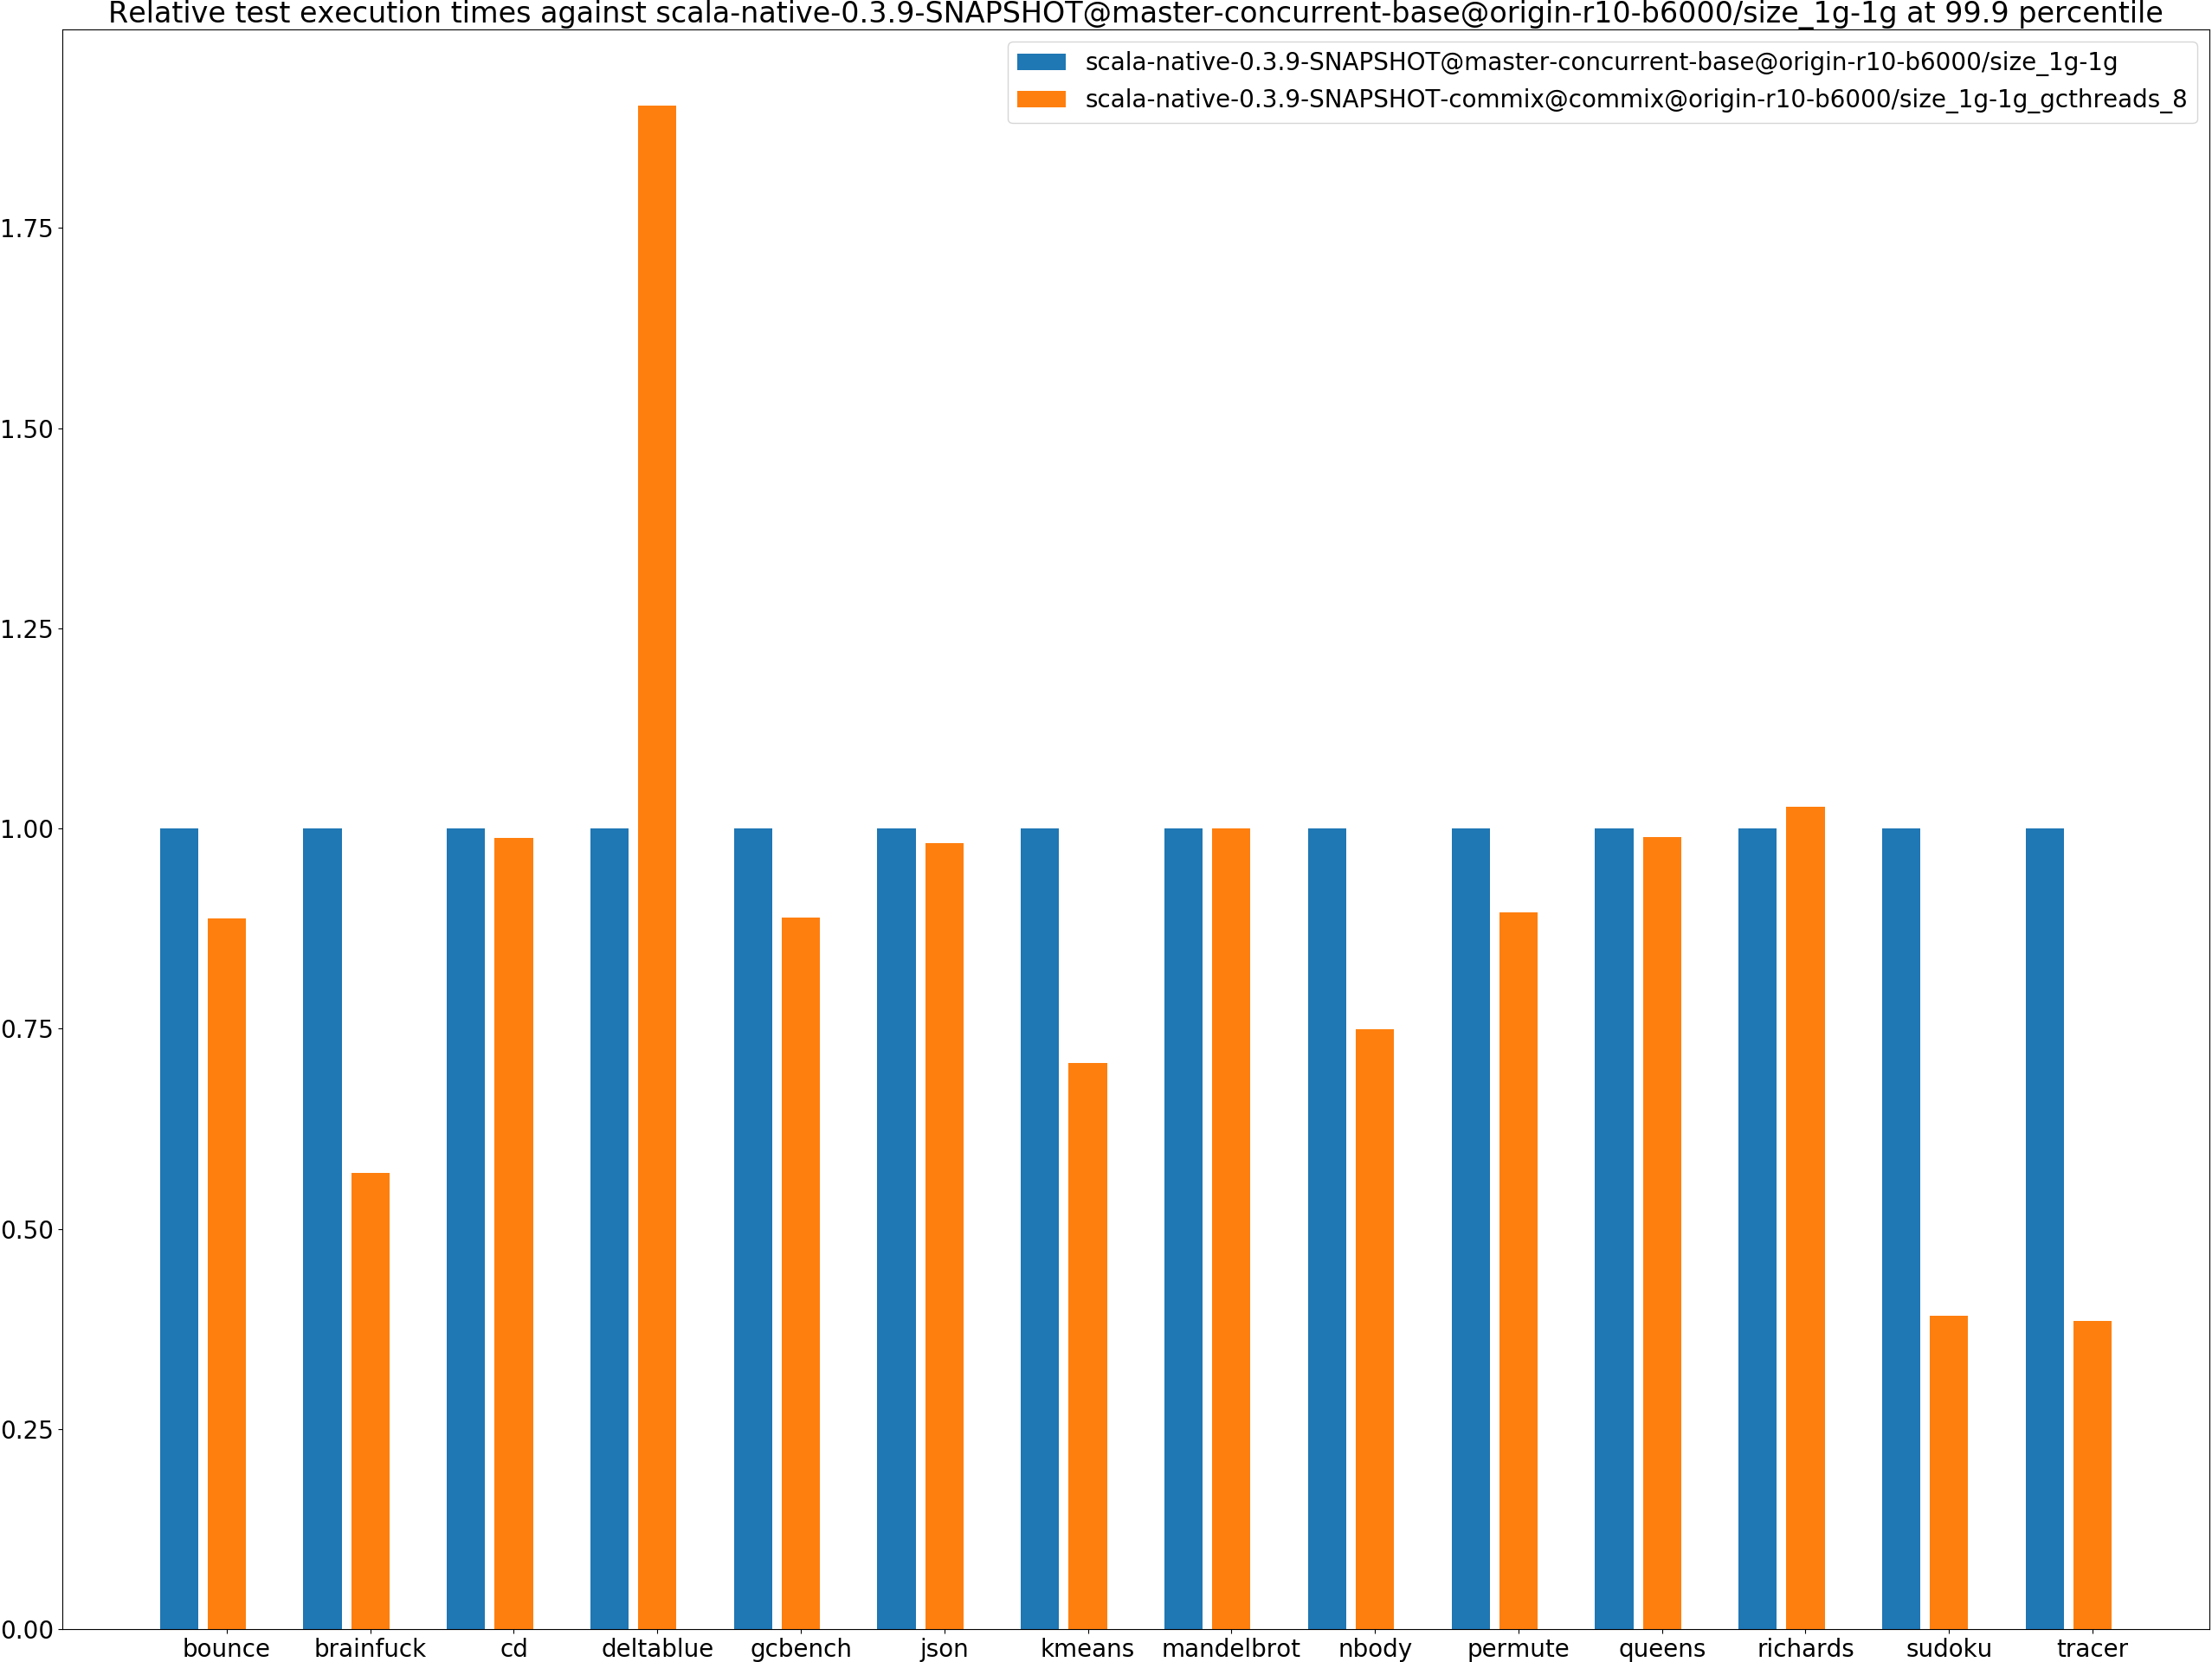 Relative test execution times against scala-native-0.3.9-SNAPSHOT@master-concurrent-base@origin-r10-b6000/size_1g-1g at 99.9 percentile
scala-native-0.3.9-SNAPSHOT@master-concurrent-base@origin-r10-b6000/size_1g-1g
scala-native-0.3.9-SNAPSHOT-commix@commix@origin-r10-b6000/size_1g-1g_gcthreads_8
1.75
1.50
1.25
1.00
0.75
0.50
0.25
0.00
bounce brainfuck cd deltablue gcbench json kmeans mandelbrot nbody permute queens richards sudoku tracer